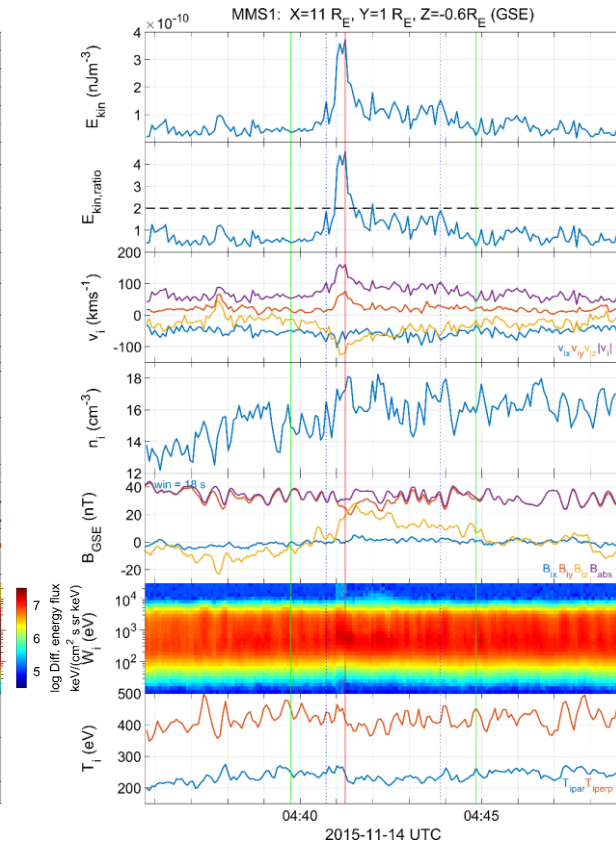 MMS1: X=11 R_E, Y=1 R_E, Z=-0.6R_E (GSE)
4 ×10^-10
3
2
1
E_kin (nJm^-3)
4
3
2
1
E_kin,ratio
200
100
0
-100
v_i (kms^-1)
v_ix v_iy v_iz |v_i|
18
16
14
12
n_i (cm^-3)
win = 18 s
40
20
0
-20
B_GSE (nT)
B_ix B_iy B_iz B_abs
7
6
5
log Diff. energy flux
keV/(cm^2 s sr keV)
10^4
10^3
10^2
W_i (eV)
500
400
300
200
T_i (eV)
T_ipar T_iperp
04:40
04:45
2015-11-14 UTC